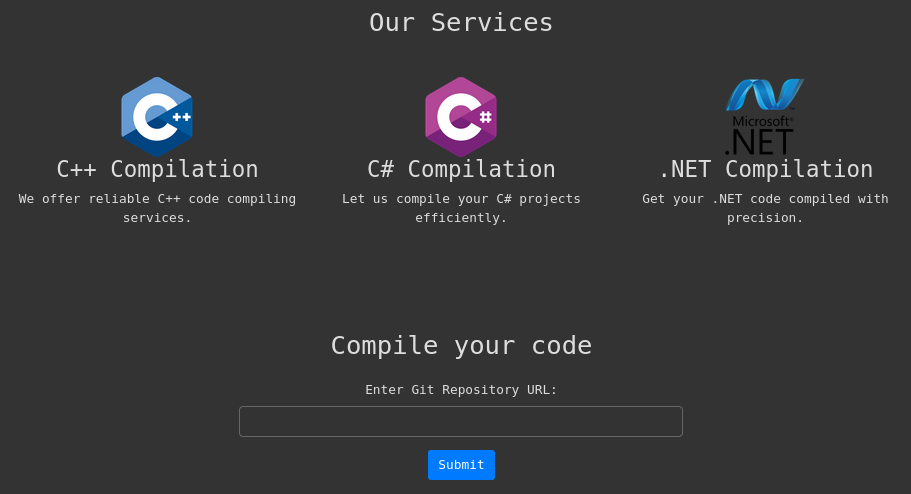 Our Services
C++
C#
Microsoft®
.NET
C++ Compilation
C# Compilation
.NET Compilation
We offer reliable C++ code compiling
services.
Let us compile your C# projects
efficiently.
Get your .NET code compiled with
precision.
Compile your code
Enter Git Repository URL:
Submit